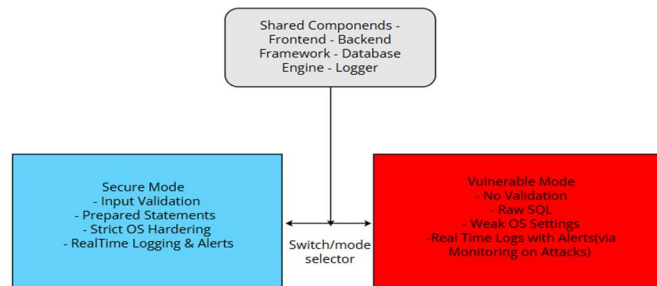 Shared Componends -
Frontend - Backend
Framework - Database
Engine - Logger
Secure Mode
- Input Validation
- Prepared Statements
- Strict OS Hardering
- RealTime Logging & Alerts
Switch/mode
selector
Vulnerable Mode
- No Validation
- Raw SQL
- Weak OS Settings
-Real Time Logs with Alerts(via
Monitoring on Attacks)